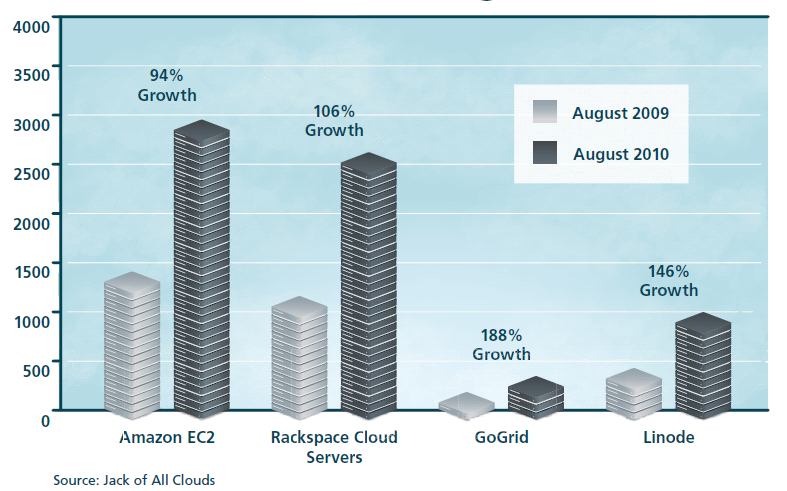 4000
3500
3000
2500
2000
1500
1000
500
0
94%
Growth
106%
Growth
188%
Growth
146%
Growth
August 2009
August 2010
Amazon EC2
Rackspace Cloud
Servers
GoGrid
Linode
Source: Jack of All Clouds